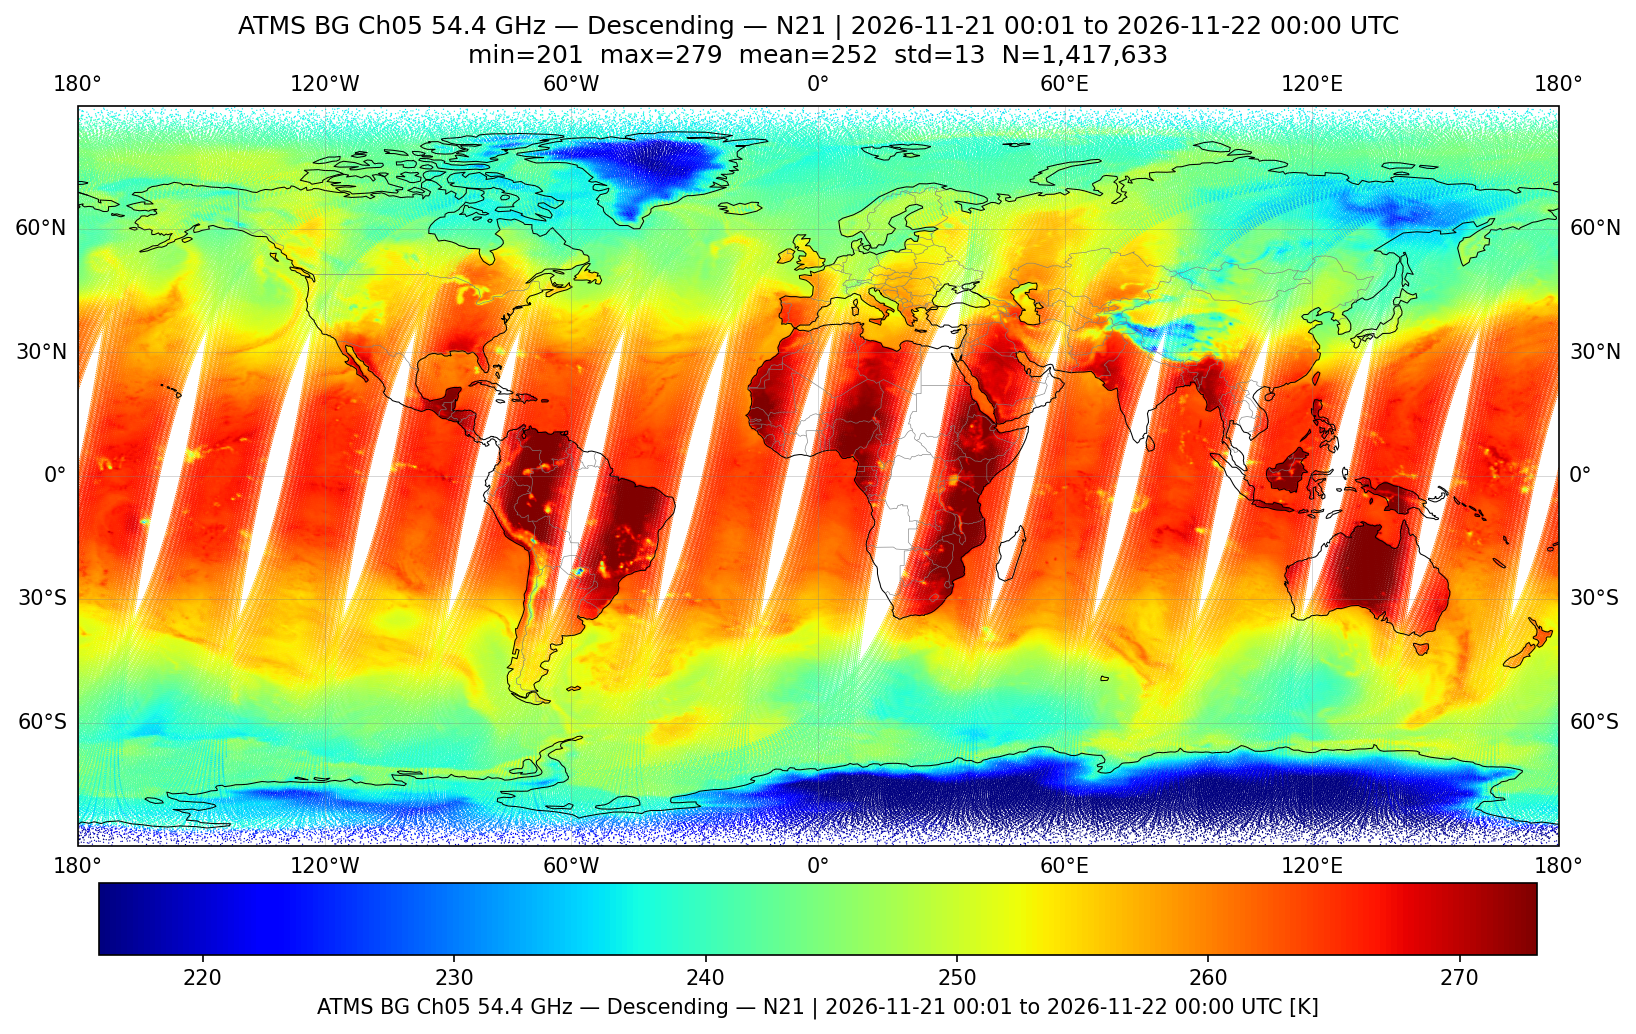 ATMS BG Ch05 54.4 GHz — Descending — N21 | 2026-11-21 00:01 to 2026-11-22 00:00 UTC
min=201  max=279  mean=252  std=13  N=1,417,633
180° 120°W 60°W 0° 60°E 120°E 180°
60°N 60°N
30°N 30°N
0° 0°
30°S 30°S
60°S 60°S
180° 120°W 60°W 0° 60°E 120°E 180°
220 230 240 250 260 270
ATMS BG Ch05 54.4 GHz — Descending — N21 | 2026-11-21 00:01 to 2026-11-22 00:00 UTC [K]